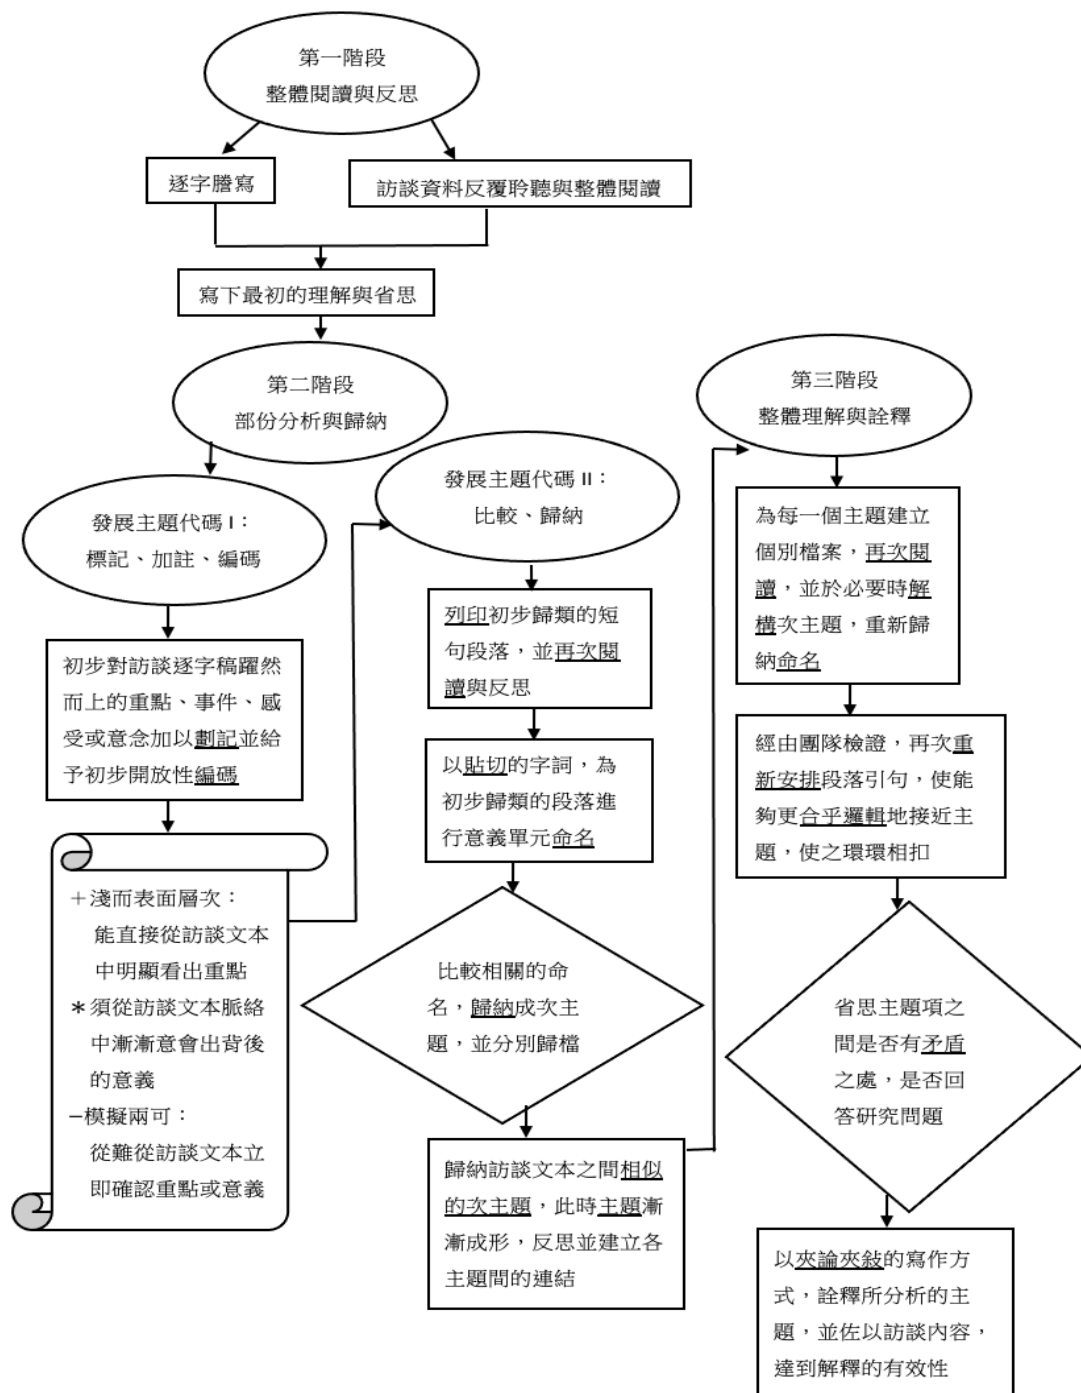 第一階段
整體閱讀與反思
逐字謄寫
訪談資料反覆聆聽與整體閱讀
寫下最初的理解與省思
第二階段
部份分析與歸納
發展主題代碼 I：
標記、加註、編碼
初步對訪談逐字稿躍然
而上的重點、事件、感
受或意念加以劃記並給
予初步開放性編碼
＋淺而表面層次：
能直接從訪談文本
中明顯看出重點
＊須從訪談文本脈絡
中漸漸意會出背後
的意義
–模擬兩可：
從難從訪談文本立
即確認重點或意義
發展主題代碼 II：
比較、歸納
列印初步歸類的短
句段落，並再次閱
讀與反思
以貼切的字詞，為
初步歸類的段落進
行意義單元命名
比較相關的命
名，歸納成次主
題，並分別歸檔
歸納訪談文本之間相似
的次主題，此時主題漸
漸成形，反思並建立各
主題間的連結
第三階段
整體理解與詮釋
為每一個主題建立
個別檔案，再次閱
讀，並於必要時解
構次主題，重新歸
納命名
經由團隊檢證，再次重
新安排段落引句，使能
夠更合乎邏輯地接近主
題，使之環環相扣
省思主題項之
間是否有矛盾
之處，是否回
答研究問題
以夾論夾敍的寫作方
式，詮釋所分析的主
題，並佐以訪談內容，
達到解釋的有效性